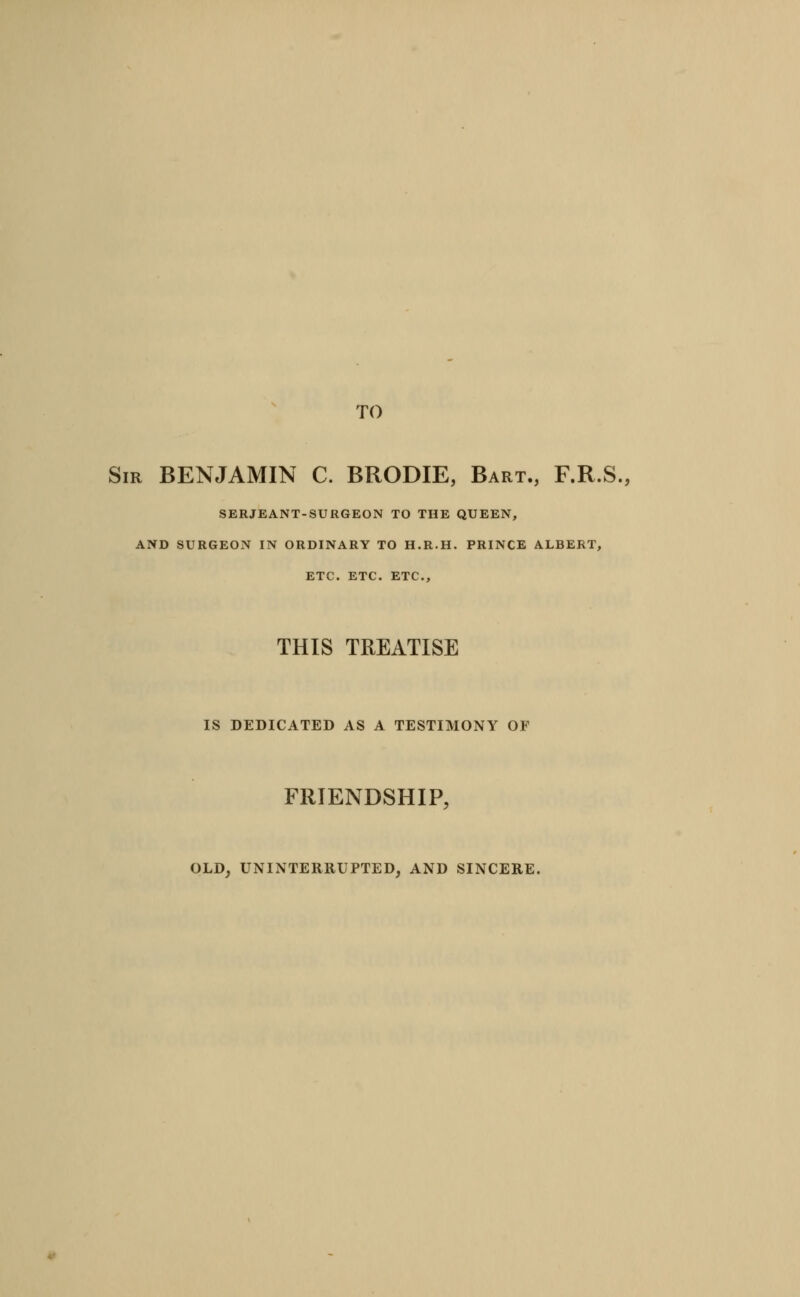 TO
Sir BENJAMIN C. BRODIE, Bart., F.R.S.,
SERJEANT-SURGEON TO THE QUEEN,
AND SURGEON IN ORDINARY TO H.R.H. PRINCE ALBERT,
ETC. ETC. ETC.,
THIS TREATISE
IS DEDICATED AS A TESTIMONY OF
FRIENDSHIP,
OLD, UNINTERRUPTED, AND SINCERE.